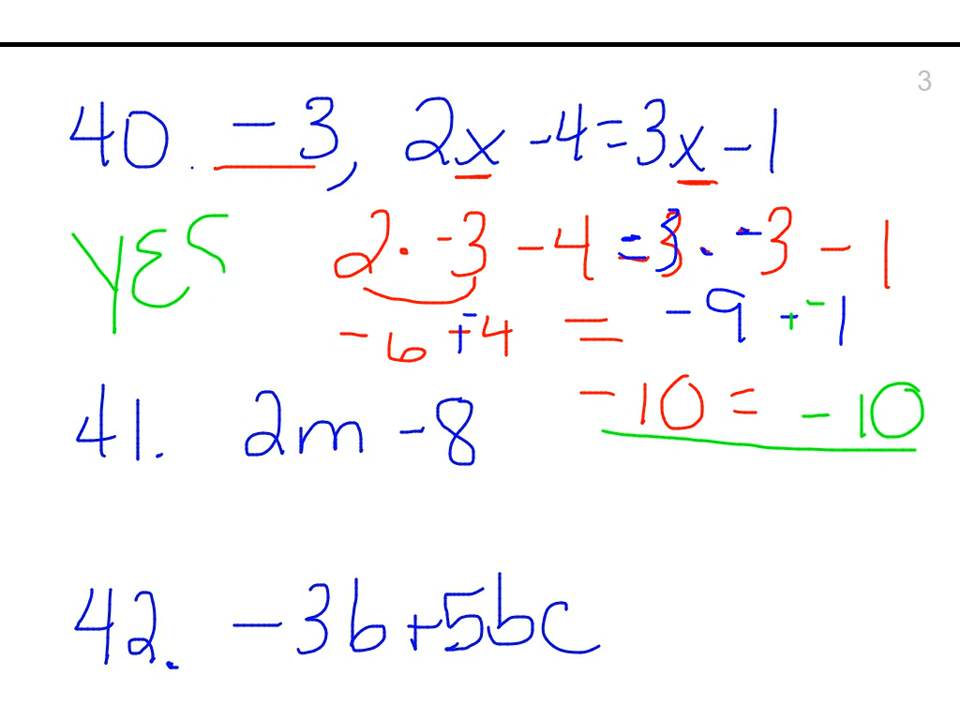 3
40. -3, 2x -4=3x-1
YES 2· -3 -4 =3· -3 -1
-6 + -4 = -9 + -1
-10 = -10
41. 2m -8
42. -3b+5bc